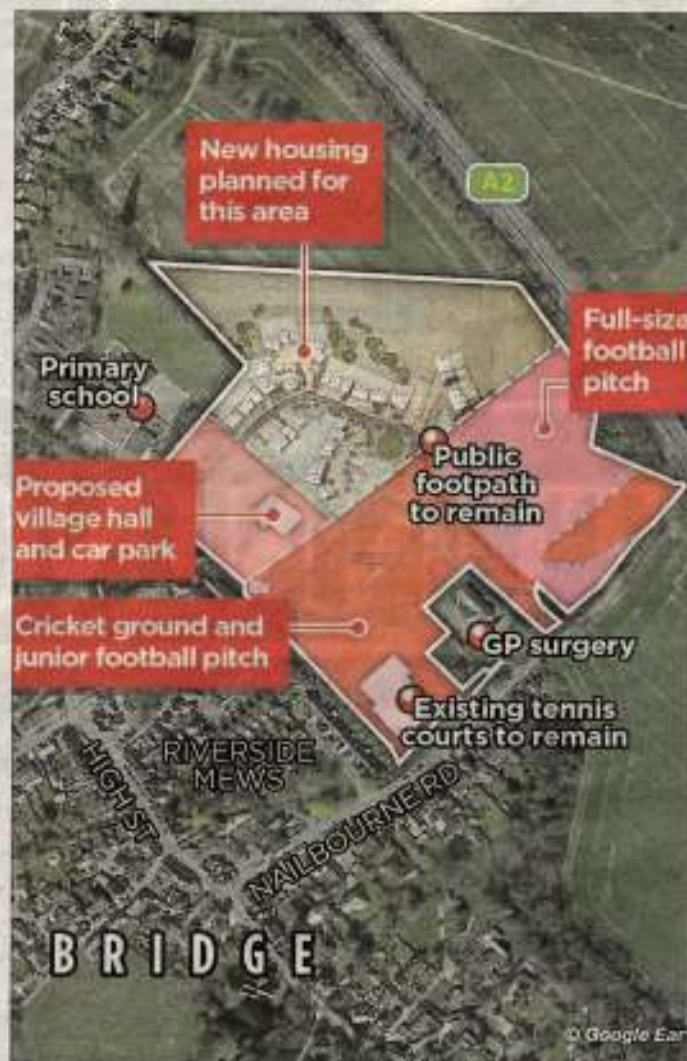 New housing
planned for
this area
A2
Full-size
football
pitch
Primary
school
Public
footpath
to remain
Proposed
village hall
and car park
Cricket ground and
junior football pitch
GP surgery
Existing tennis
courts to remain
RIVERSIDE
MEWS
HIGH ST
NAILBOURNE RD
BRIDGE
© Google Ear